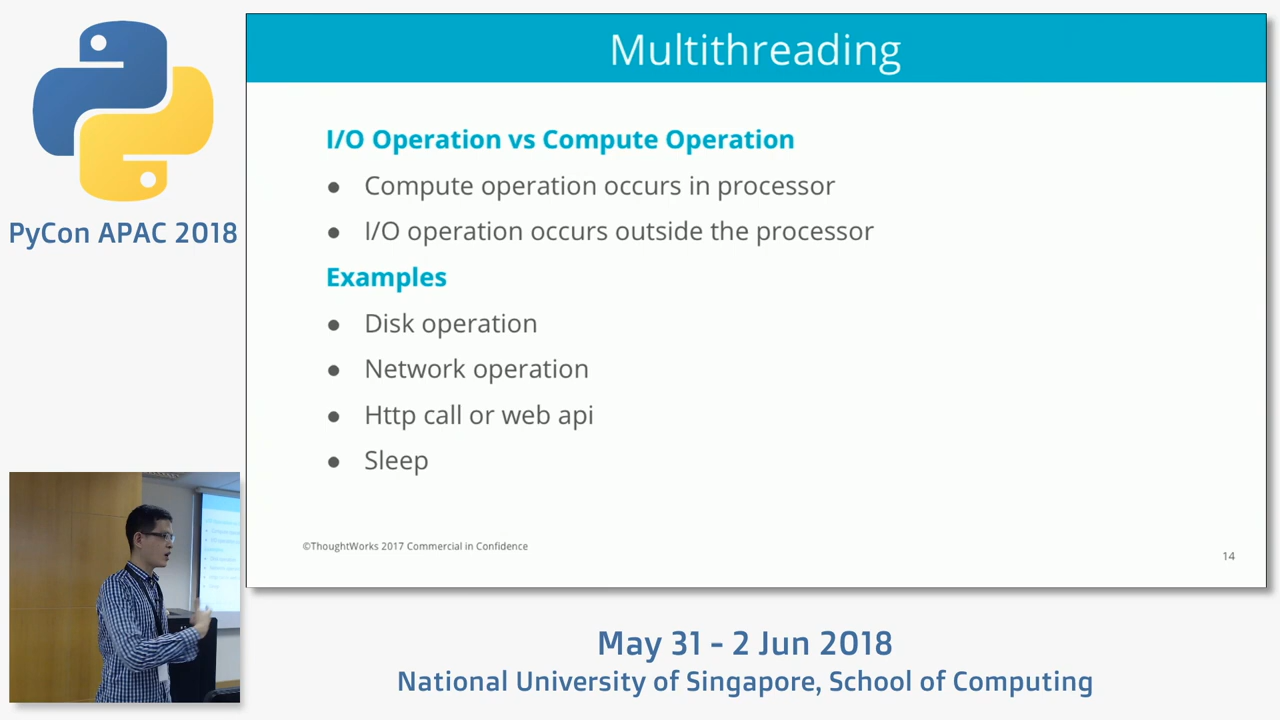 PyCon APAC 2018
Multithreading
I/O Operation vs Compute Operation
● Compute operation occurs in processor
● I/O operation occurs outside the processor
Examples
● Disk operation
● Network operation
● Http call or web api
● Sleep
©ThoughtWorks 2017 Commercial in Confidence
14
May 31 - 2 Jun 2018
National University of Singapore, School of Computing